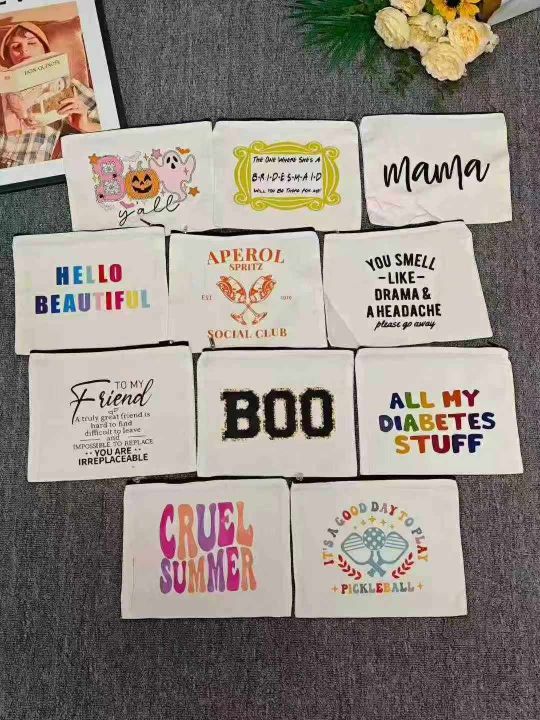 BOO
y'all
THE ONE WHERE SHE'S A
B·R·I·D·E·S·M·A·I·D
WILL YOU BE THERE FOR ME?
mama
HELLO
BEAUTIFUL
APEROL
SPRITZ
EST 1919
SOCIAL CLUB
YOU SMELL
- LIKE -
DRAMA &
A HEADACHE
please go away
TO MY
Friend
A truly great friend is
hard to find
difficult to leave
and
IMPOSSIBLE TO REPLACE
·· YOU ARE ··
IRREPLACEABLE
BOO
ALL MY
DIABETES
STUFF
CRUEL
SUMMER
IT'S A GOOD DAY TO PLAY
+ PICKLEBALL +